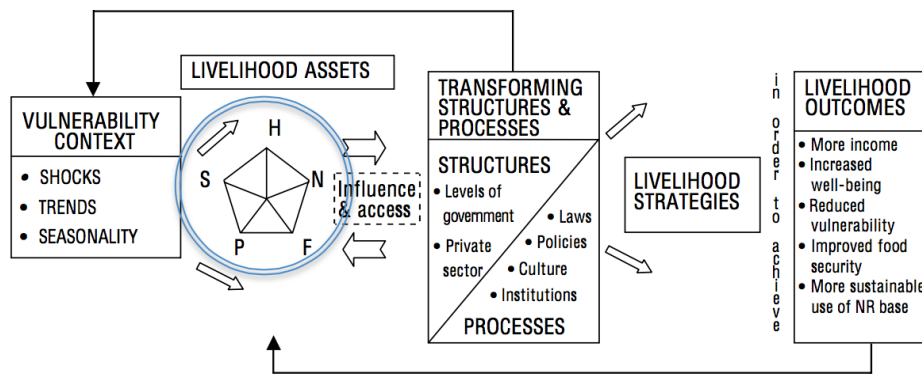 LIVELIHOOD ASSETS
VULNERABILITY
CONTEXT
• SHOCKS
• TRENDS
• SEASONALITY
H
S
N
P
F
Influence
& access
TRANSFORMING
STRUCTURES &
PROCESSES
STRUCTURES
• Levels of
government
• Private
sector
• Laws
• Policies
• Culture
• Institutions
PROCESSES
LIVELIHOOD
STRATEGIES
in order to achieve
LIVELIHOOD
OUTCOMES
• More income
• Increased
well-being
• Reduced
vulnerability
• Improved food
security
• More sustainable
use of NR base